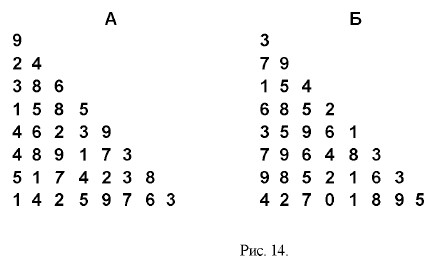 А Б
9 3
2 4 7 9
3 8 6 1 5 4
1 5 8 5 6 8 5 2
4 6 2 3 9 3 5 9 6 1
4 8 9 1 7 3 7 9 6 4 8 3
5 1 7 4 2 3 8 9 8 5 2 1 6 3
1 4 2 5 9 7 6 3 4 2 7 0 1 8 9 5
Рис. 14.